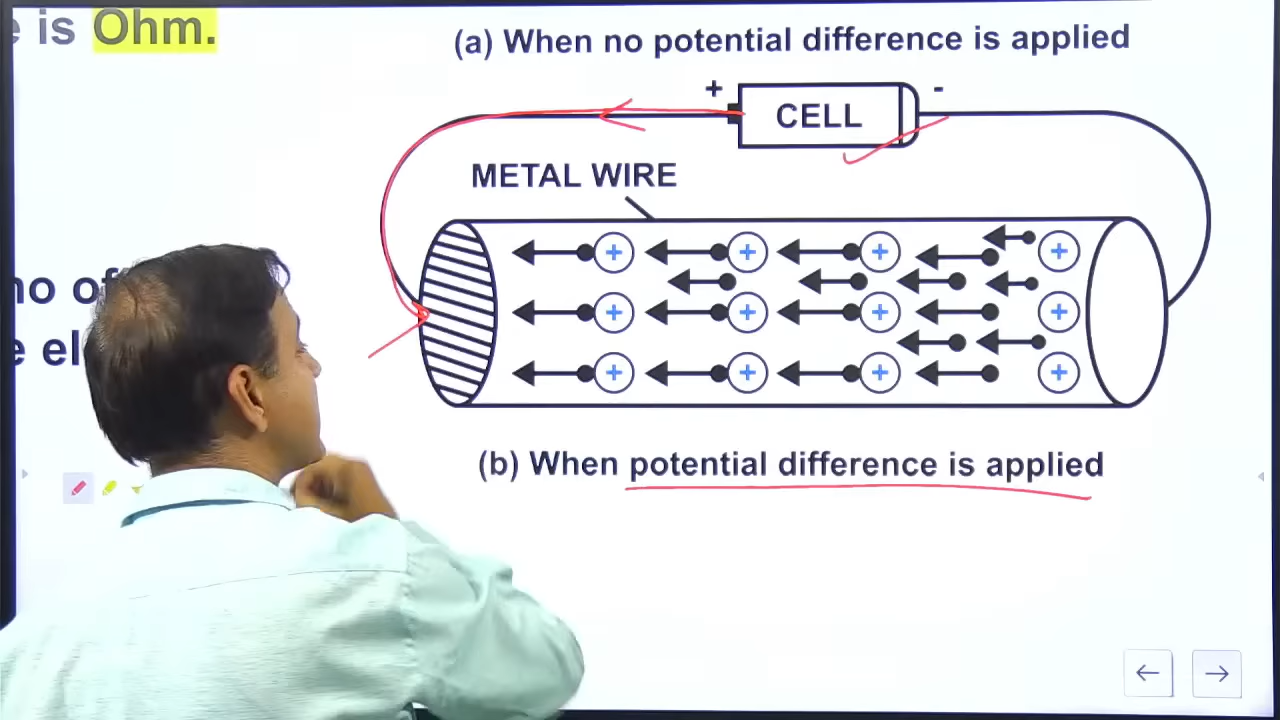 is Ohm.
(a) When no potential difference is applied
+ CELL -
METAL WIRE
+ + + +
+ + + +
+ + + +
(b) When potential difference is applied